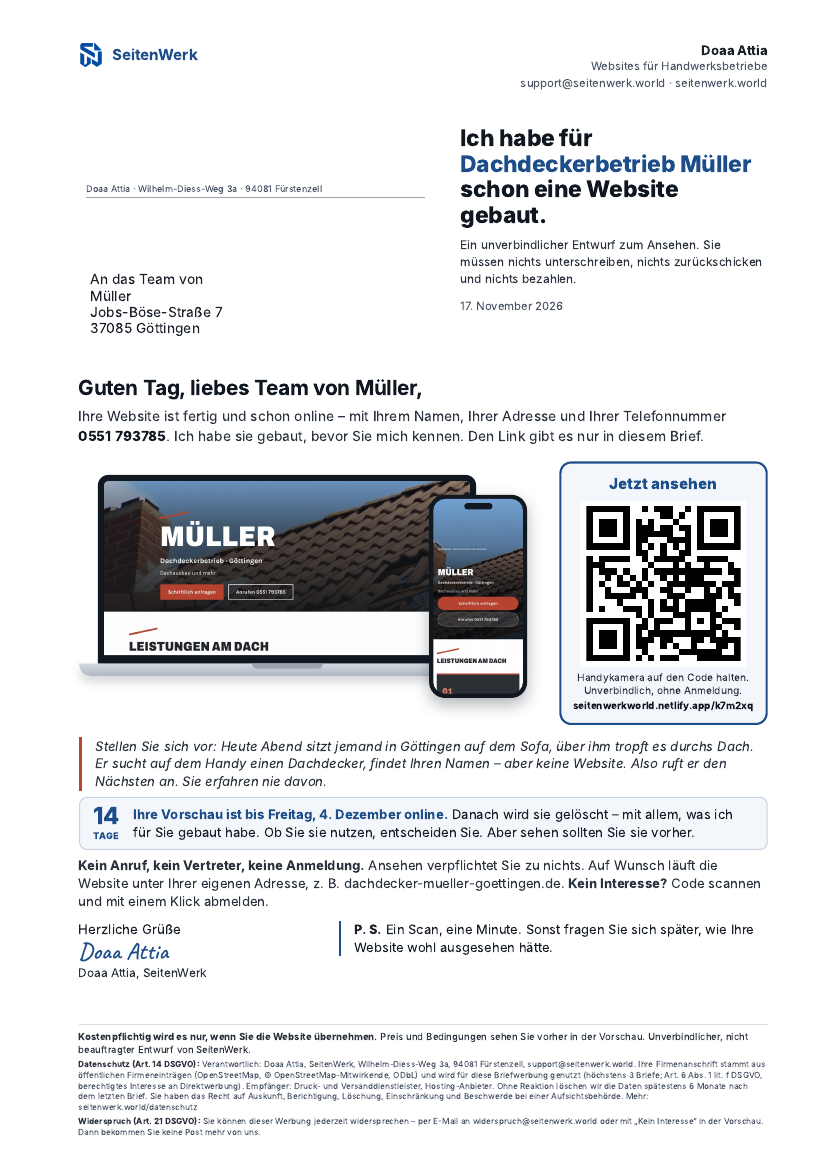 SeitenWerk
Doaa Attia
Websites für Handwerksbetriebe
support@seitenwerk.world · seitenwerk.world
Doaa Attia · Wilhelm-Diess-Weg 3a · 94081 Fürstenzell
An das Team von
Müller
Jobs-Böse-Straße 7
37085 Göttingen
Ich habe für
Dachdeckerbetrieb Müller
schon eine Website
gebaut.
Ein unverbindlicher Entwurf zum Ansehen. Sie
müssen nichts unterschreiben, nichts zurückschicken
und nichts bezahlen.
17. November 2026
Guten Tag, liebes Team von Müller,
Ihre Website ist fertig und schon online – mit Ihrem Namen, Ihrer Adresse und Ihrer Telefonnummer
0551 793785. Ich habe sie gebaut, bevor Sie mich kennen. Den Link gibt es nur in diesem Brief.
MÜLLER
Dachdeckerbetrieb · Göttingen
Dachausbau und mehr
Schriftlich anfragen
Anrufen 0551 793785
LEISTUNGEN AM DACH
MÜLLER
Dachdeckerbetrieb · Göttingen
Dachausbau und mehr
Schriftlich anfragen
Anrufen 0551 793785
LEISTUNGEN AM DACH
01
Jetzt ansehen
Handykamera auf den Code halten.
Unverbindlich, ohne Anmeldung.
seitenwerkworld.netlify.app/k7m2xq
Stellen Sie sich vor: Heute Abend sitzt jemand in Göttingen auf dem Sofa, über ihm tropft es durchs Dach.
Er sucht auf dem Handy einen Dachdecker, findet Ihren Namen – aber keine Website. Also ruft er den
Nächsten an. Sie erfahren nie davon.
14
TAGE
Ihre Vorschau ist bis Freitag, 4. Dezember online. Danach wird sie gelöscht – mit allem, was ich
für Sie gebaut habe. Ob Sie sie nutzen, entscheiden Sie. Aber sehen sollten Sie sie vorher.
Kein Anruf, kein Vertreter, keine Anmeldung. Ansehen verpflichtet Sie zu nichts. Auf Wunsch läuft die
Website unter Ihrer eigenen Adresse, z. B. dachdecker-mueller-goettingen.de. Kein Interesse? Code scannen
und mit einem Klick abmelden.
Herzliche Grüße
Doaa Attia
Doaa Attia, SeitenWerk
P. S. Ein Scan, eine Minute. Sonst fragen Sie sich später, wie Ihre
Website wohl ausgesehen hätte.
Kostenpflichtig wird es nur, wenn Sie die Website übernehmen. Preis und Bedingungen sehen Sie vorher in der Vorschau. Unverbindlicher, nicht
beauftragter Entwurf von SeitenWerk.
Datenschutz (Art. 14 DSGVO): Verantwortlich: Doaa Attia, SeitenWerk, Wilhelm-Diess-Weg 3a, 94081 Fürstenzell, support@seitenwerk.world. Ihre Firmenanschrift stammt aus
öffentlichen Firmeneinträgen (OpenStreetMap, © OpenStreetMap-Mitwirkende, ODbL) und wird für diese Briefwerbung genutzt (höchstens 3 Briefe; Art. 6 Abs. 1 lit. f DSGVO,
berechtigtes Interesse an Direktwerbung). Empfänger: Druck- und Versanddienstleister, Hosting-Anbieter. Ohne Reaktion löschen wir die Daten spätestens 6 Monate nach
dem letzten Brief. Sie haben das Recht auf Auskunft, Berichtigung, Löschung, Einschränkung und Beschwerde bei einer Aufsichtsbehörde. Mehr:
seitenwerk.world/datenschutz
Widerspruch (Art. 21 DSGVO): Sie können dieser Werbung jederzeit widersprechen – per E-Mail an widerspruch@seitenwerk.world oder mit „Kein Interesse" in der Vorschau.
Dann bekommen Sie keine Post mehr von uns.